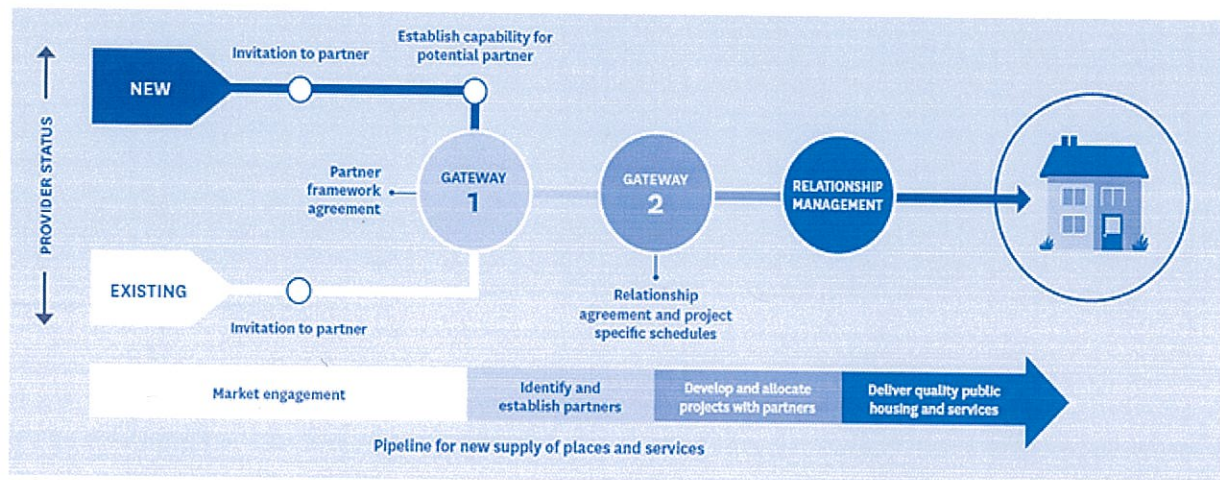 PROVIDER STATUS
NEW
Invitation to partner
Establish capability for
potential partner
Partner
framework
agreement
GATEWAY
1
GATEWAY
2
RELATIONSHIP
MANAGEMENT
EXISTING
Invitation to partner
Relationship
agreement and project
specific schedules
Market engagement
Identify and
establish partners
Develop and allocate
projects with partners
Deliver quality public
housing and services
Pipeline for new supply of places and services